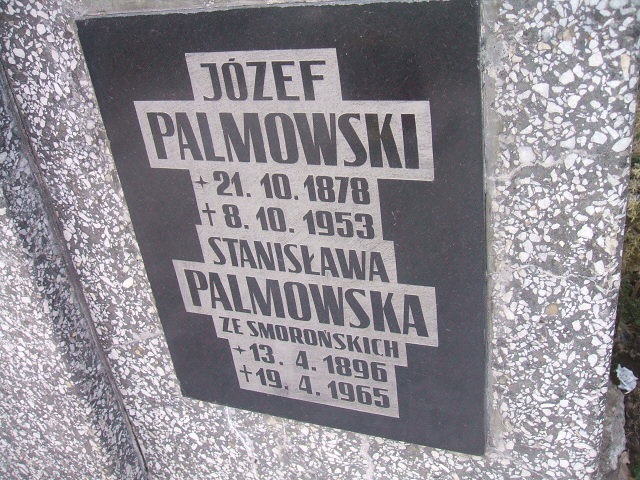 JÓZEF
PALMOWSKI
+21. 10. 1878
†8. 10. 1953
STANISŁAWA
PALMOWSKA
ZE SMOROŃSKICH
+13. 4. 1896
†19. 4. 1965